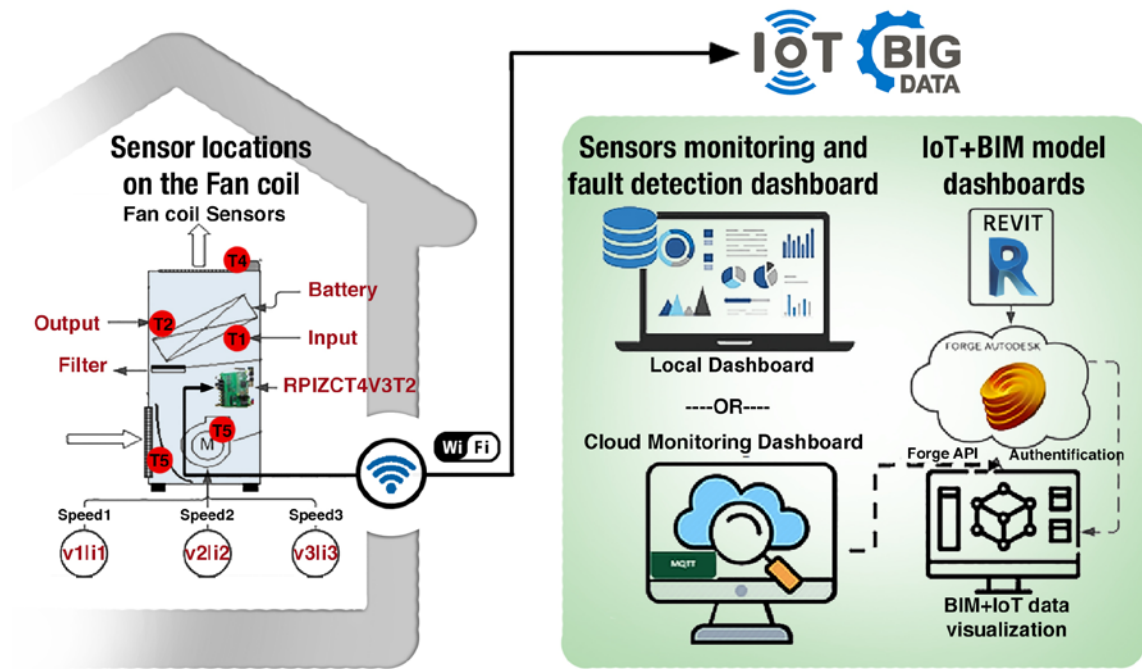 IoT BIG
DATA
Sensor locations
on the Fan coil
Fan coil Sensors
T4
Battery
Output
T2
T1
Input
Filter
RPIZCT4V3T2
M
T5
T5
Wi Fi
Speed1
Speed2
Speed3
v1|i1
v2|i2
v3|i3
Sensors monitoring and
fault detection dashboard
Local Dashboard
----OR----
Cloud Monitoring Dashboard
MQTT
IoT+BIM model
dashboards
REVIT
R
FORGE AUTODESK
Forge API
Authentification
BIM+IoT data
visualization